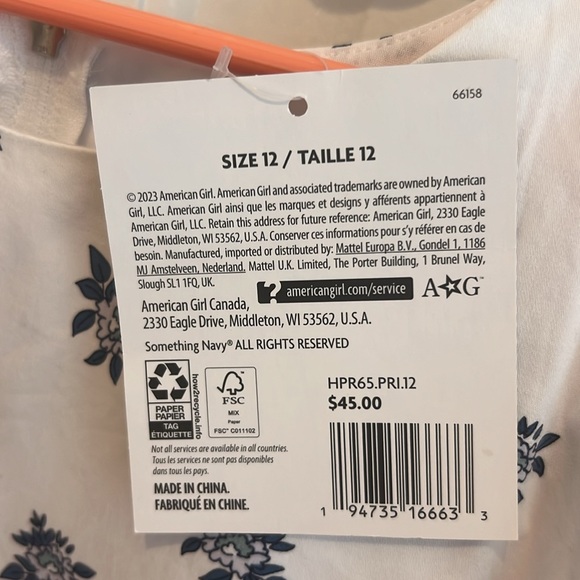 66158
SIZE 12 / TAILLE 12
© 2023 American Girl. American Girl and associated trademarks are owned by American
Girl, LLC. American Girl ainsi que les marques et designs y afférents appartiennent à
American Girl, LLC. Retain this address for future reference: American Girl, 2330 Eagle
Drive, Middleton, WI 53562, U.S.A. Conserver ces informations pour s'y référer en cas de
besoin. Manufactured, imported or distributed by: Mattel Europa B.V., Gondel 1, 1186
MJ Amstelveen, Nederland. Mattel U.K. Limited, The Porter Building, 1 Brunel Way,
Slough SL1 1FQ, UK.
? americangirl.com/service
A☆G™
American Girl Canada,
2330 Eagle Drive, Middleton, WI 53562, U.S.A.
Something Navy® ALL RIGHTS RESERVED
PAPER
PAPIER
TAG
ÉTIQUETTE
how2recycle.info
FSC
MIX
Paper
FSC™ C011102
HPR65.PRI.12
$45.00
Not all services are available in all countries.
Tous les services ne sont pas disponibles
dans tous les pays.
MADE IN CHINA.
FABRIQUÉ EN CHINE.
1 94735 16663 3